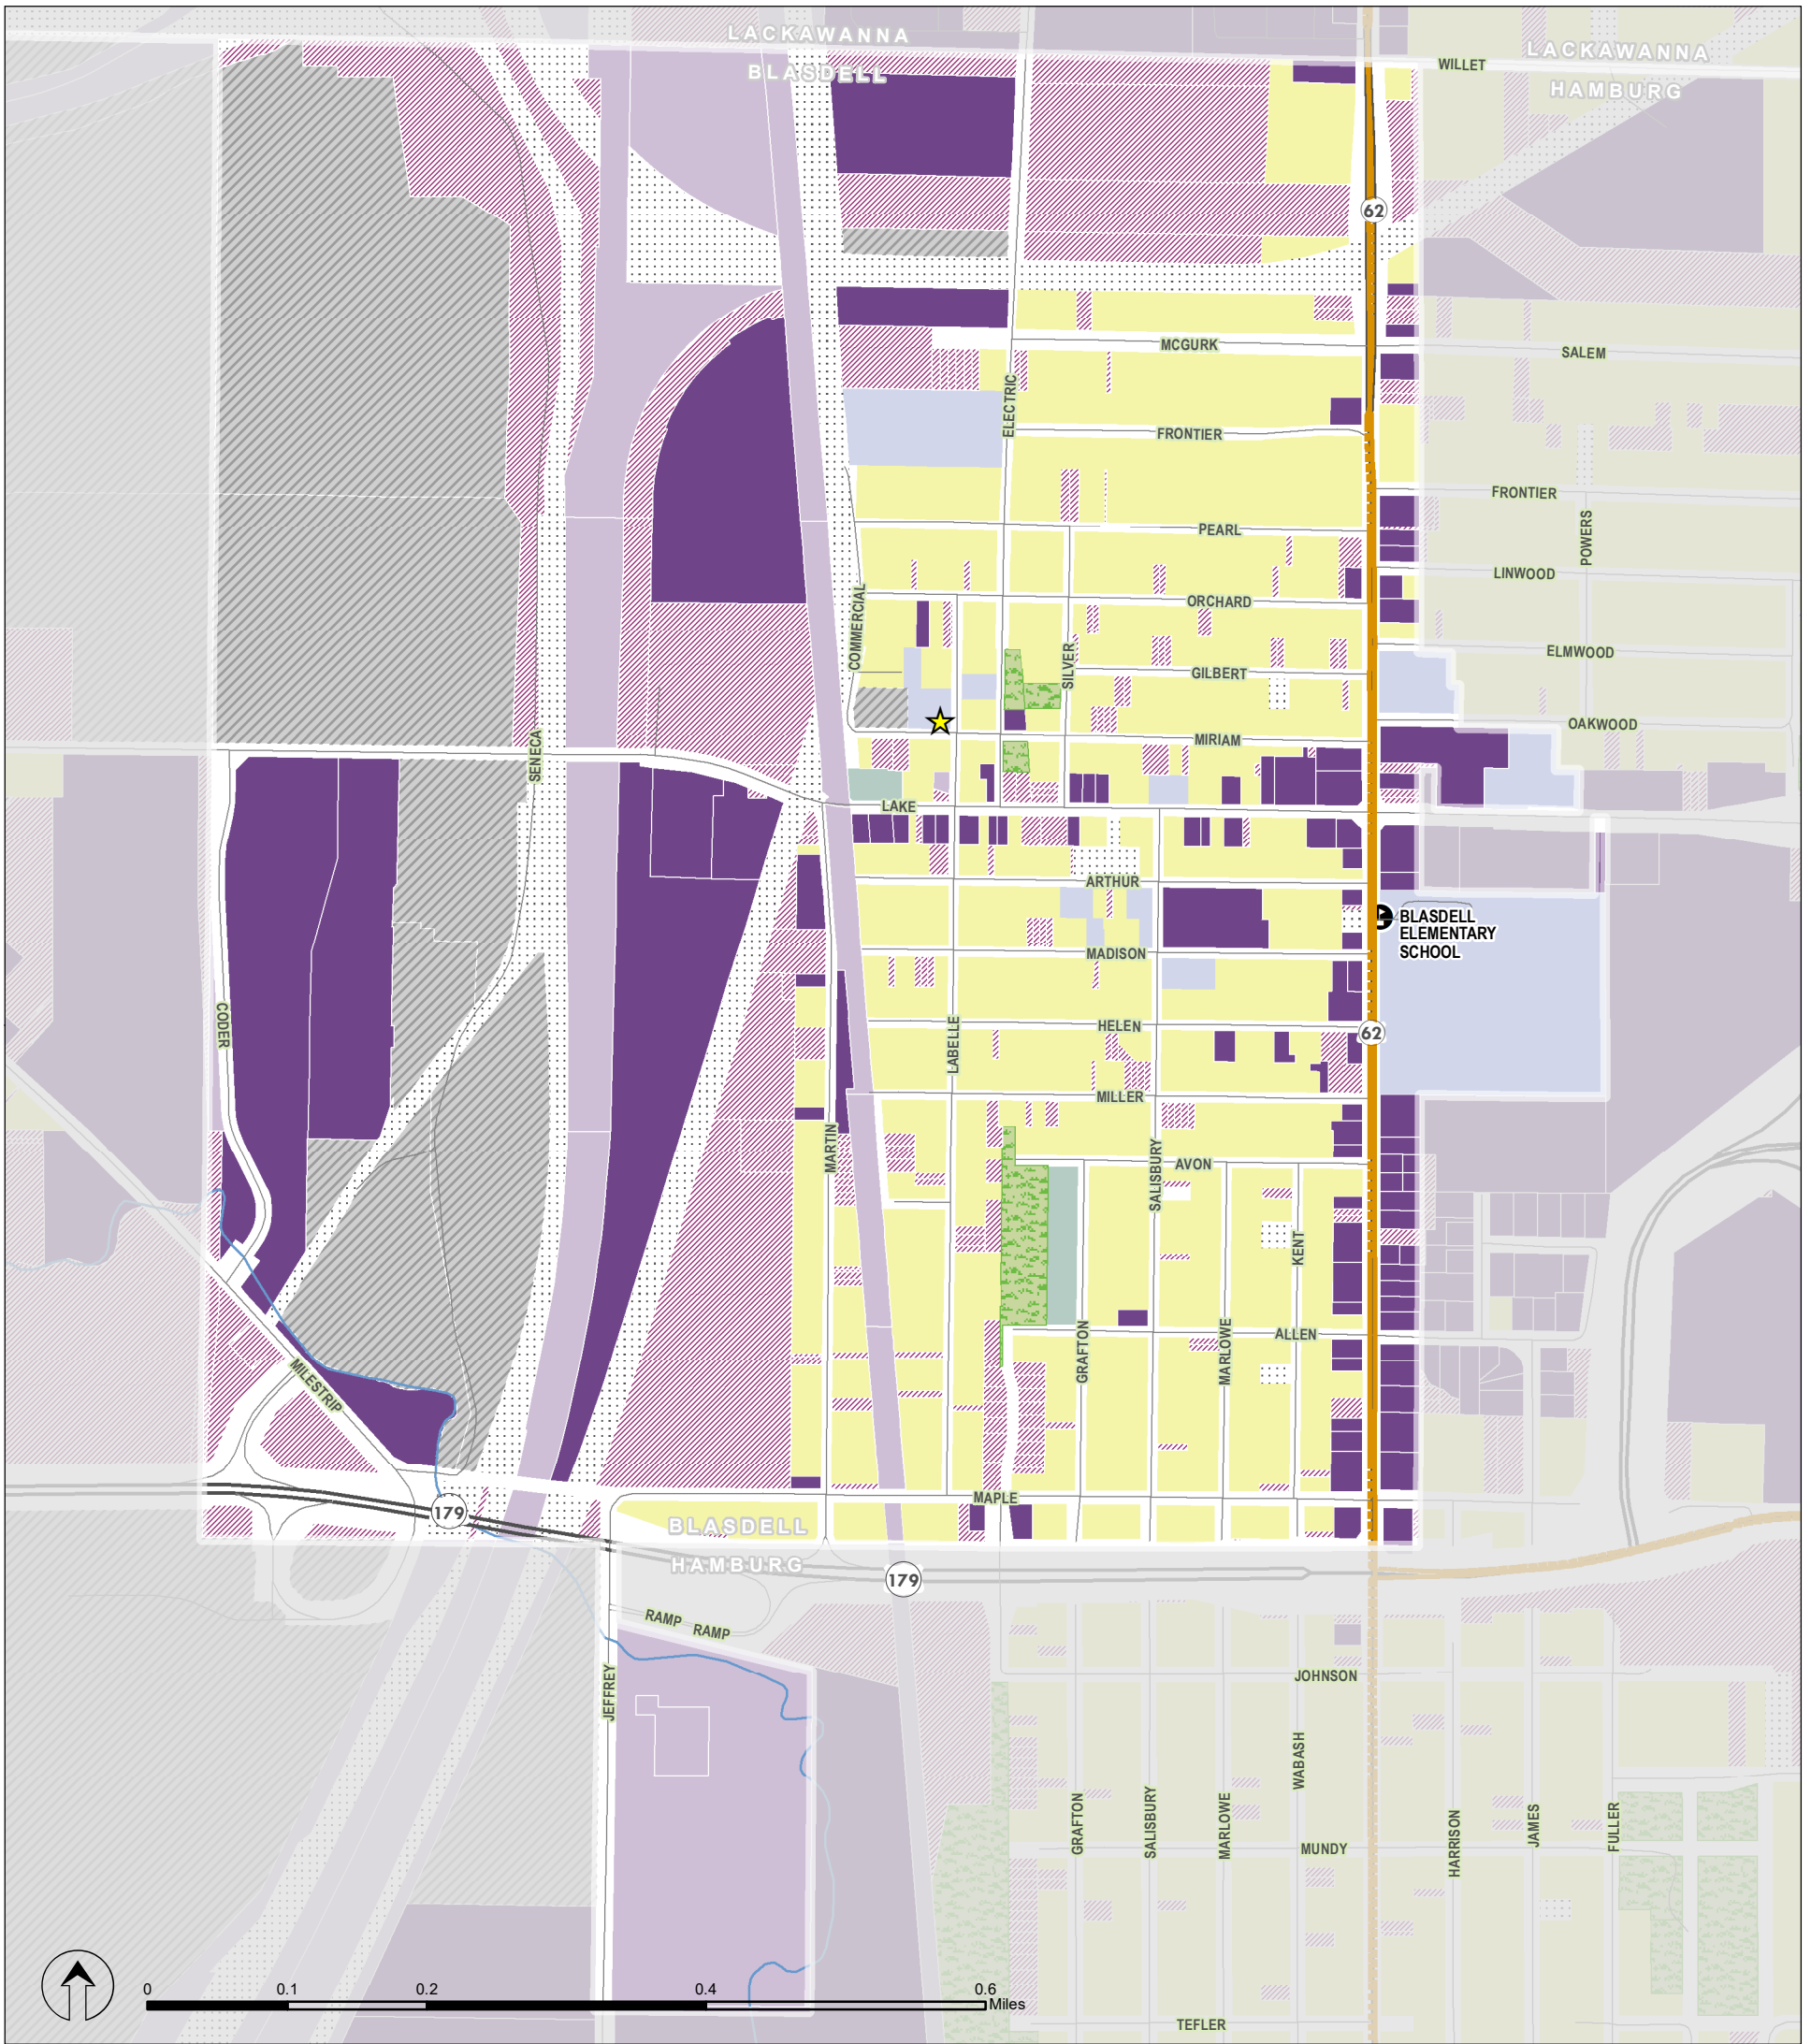 LACKAWANNA
BLASDELL
LACKAWANNA
HAMBURG
WILLET
62
MCGURK
SALEM
ELECTRIC
FRONTIER
FRONTIER
POWERS
PEARL
LINWOOD
ORCHARD
COMMERCIAL
SILVER
ELMWOOD
GILBERT
OAKWOOD
MIRIAM
SENECA
LAKE
ARTHUR
BLASDELL
ELEMENTARY
SCHOOL
MADISON
CODER
LABELLE
HELEN
62
MILLER
MARTIN
SALISBURY
AVON
KENT
GRAFTON
MARLOWE
ALLEN
MILESTRIP
MAPLE
179
BLASDELL
HAMBURG
179
RAMP
RAMP
JEFFREY
JOHNSON
WABASH
GRAFTON
SALISBURY
MARLOWE
MUNDY
HARRISON
JAMES
FULLER
0
0.1
0.2
0.4
0.6
Miles
TEFLER